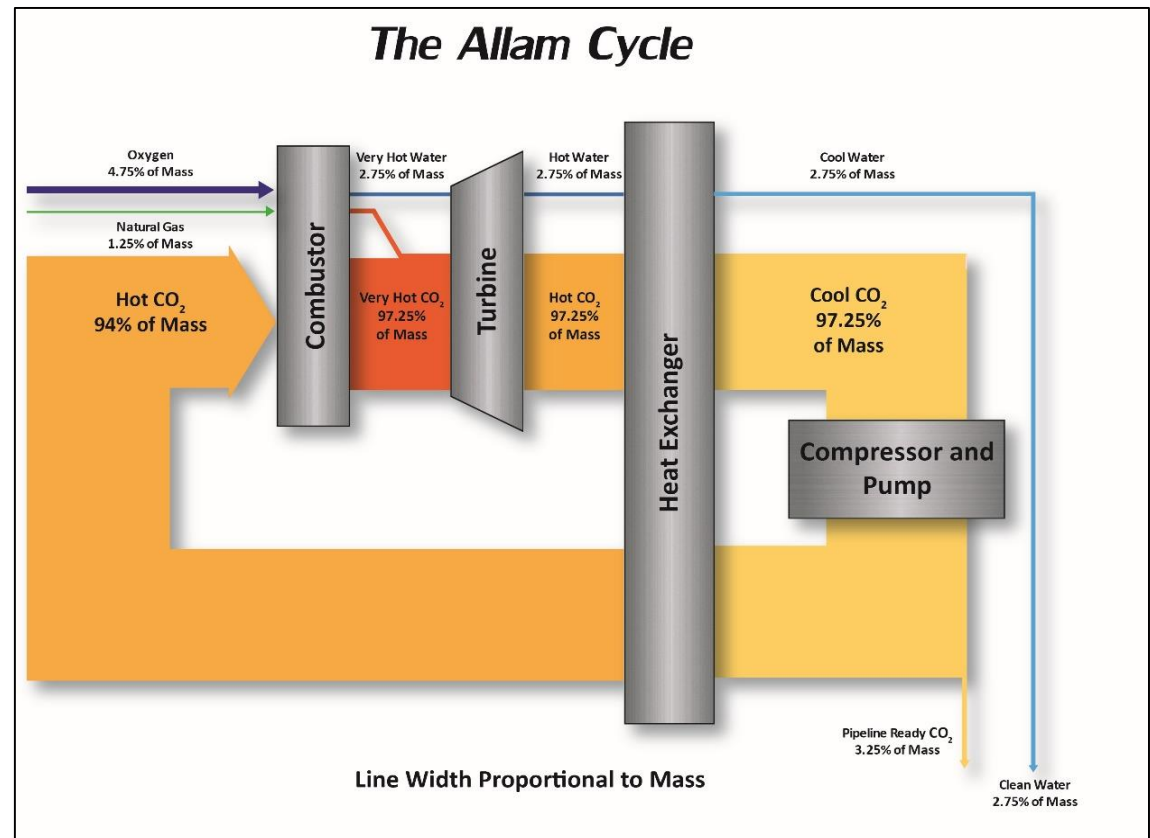 The Allam Cycle
Oxygen
4.75% of Mass
Very Hot Water
2.75% of Mass
Hot Water
2.75% of Mass
Cool Water
2.75% of Mass
Natural Gas
1.25% of Mass
Hot CO₂
94% of Mass
Combustor
Very Hot CO₂
97.25%
of Mass
Turbine
Hot CO₂
97.25%
of Mass
Heat Exchanger
Cool CO₂
97.25%
of Mass
Compressor and
Pump
Pipeline Ready CO₂
3.25% of Mass
Line Width Proportional to Mass
Clean Water
2.75% of Mass